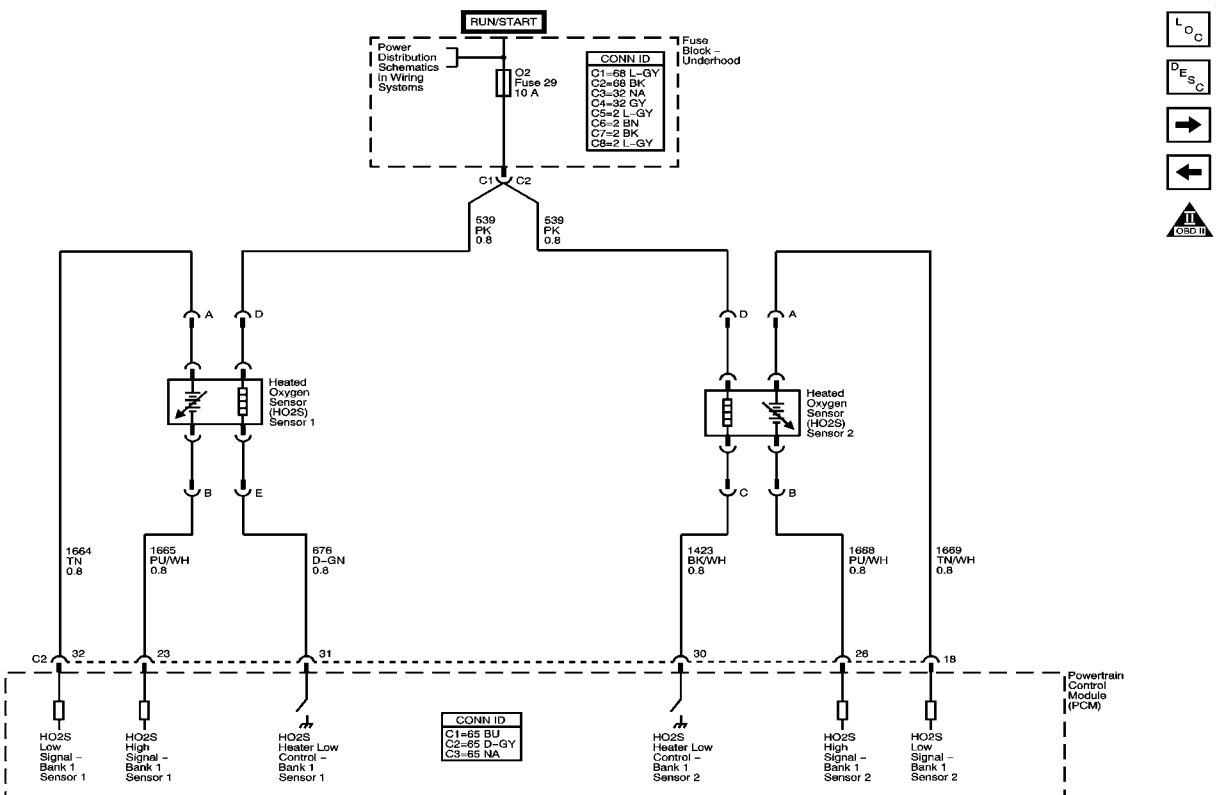 RUN/START
Power
Distribution
Schematics
in Wiring
Systems
O2
Fuse 29
10 A
CONN ID
C1=68 L-GY
C2=68 BK
C3=32 NA
C4=32 GY
C5=2 L-GY
C6=2 BN
C7=2 BK
C8=2 L-GY
Fuse
Block –
Underhood
L O C
D E S C
II
OBD II
C1 C2
539
PK
0.8
539
PK
0.8
A
D
D
A
Heated
Oxygen
Sensor
(HO2S)
Sensor 1
Heated
Oxygen
Sensor
(HO2S)
Sensor 2
B
E
C
B
1664
TN
0.8
1665
PU/WH
0.8
676
D-GN
0.8
1423
BK/WH
0.8
1668
PU/WH
0.8
1669
TN/WH
0.8
C2 32 23 31 30 26 18
Powertrain
Control
Module
(PCM)
HO2S
Low
Signal –
Bank 1
Sensor 1
HO2S
High
Signal –
Bank 1
Sensor 1
HO2S
Heater Low
Control –
Bank 1
Sensor 1
CONN ID
C1=65 BU
C2=65 D-GY
C3=65 NA
HO2S
Heater Low
Control –
Bank 1
Sensor 2
HO2S
High
Signal –
Bank 1
Sensor 2
HO2S
Low
Signal –
Bank 1
Sensor 2